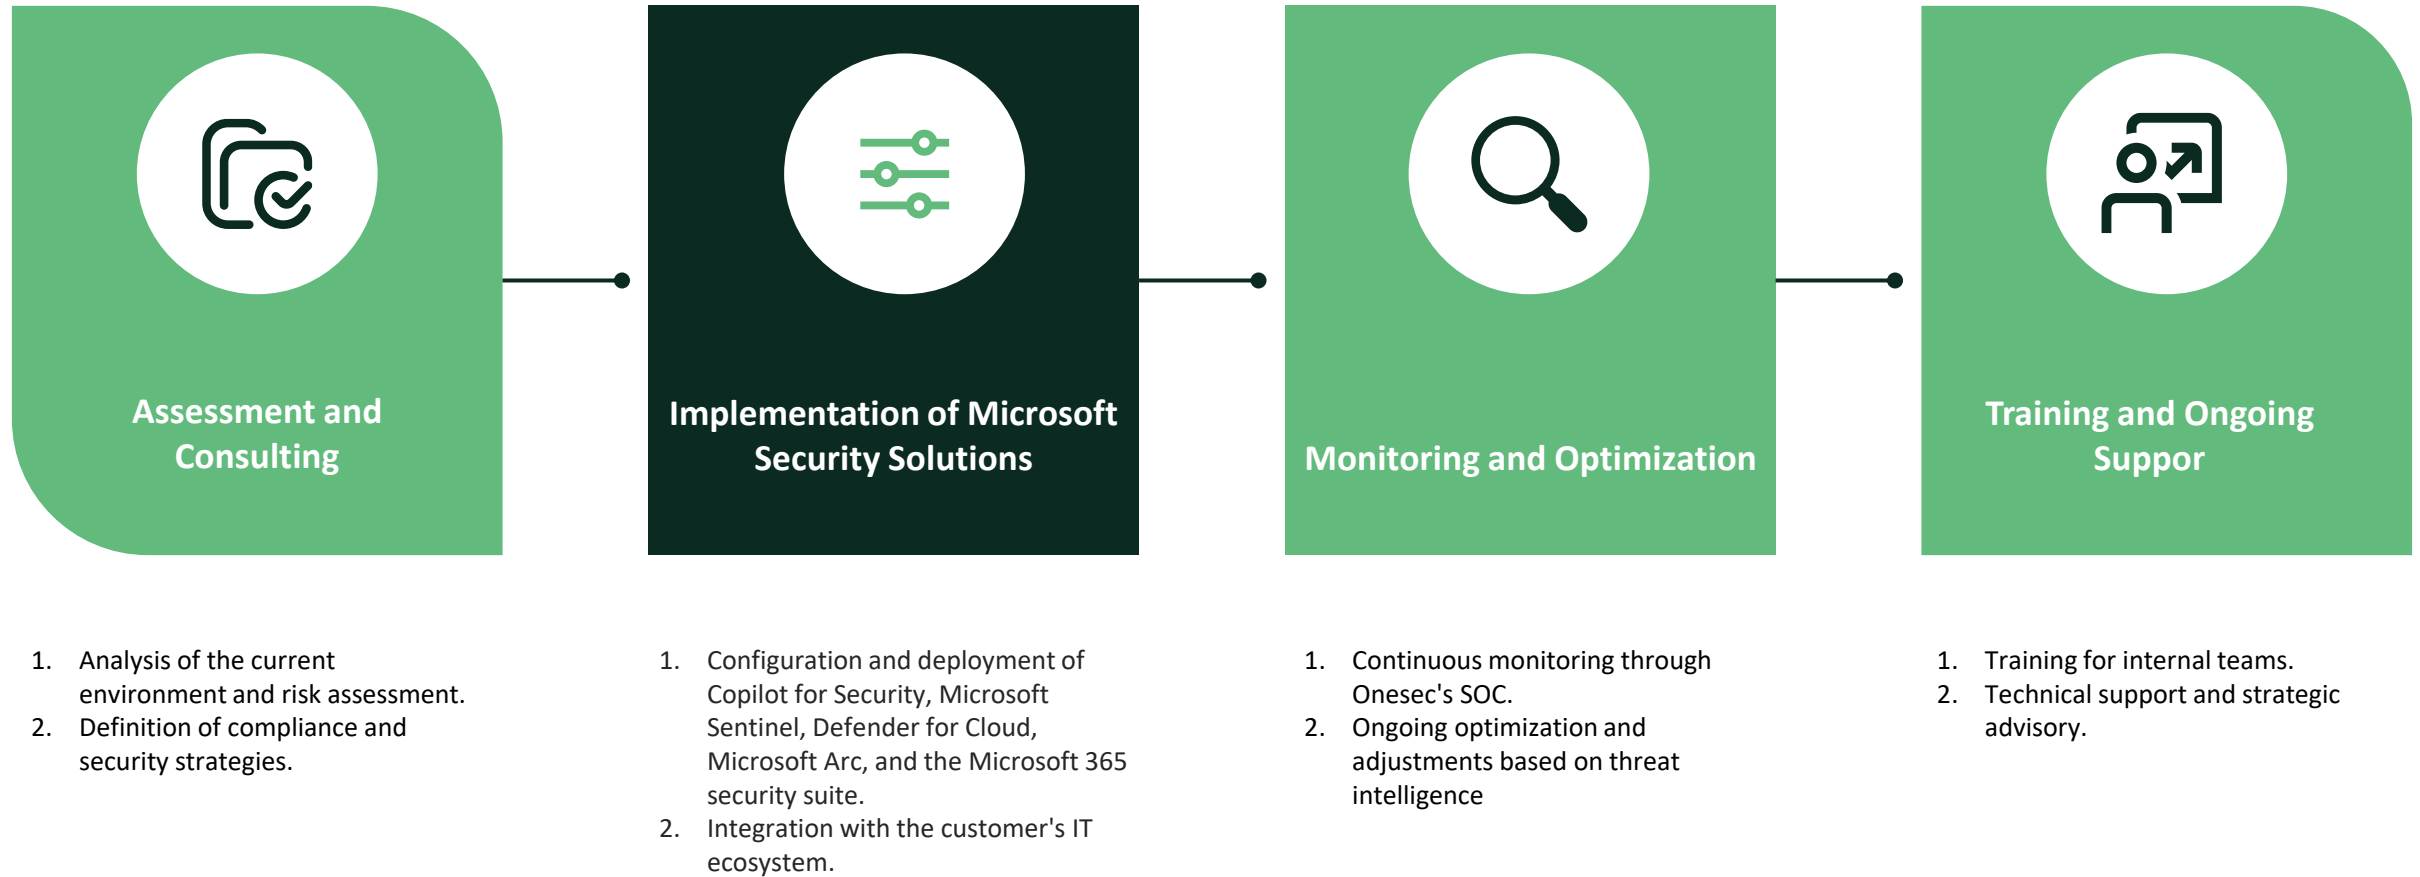 Assessment and
Consulting
Implementation of Microsoft
Security Solutions
Monitoring and Optimization
Training and Ongoing
Suppor
1. Analysis of the current
environment and risk assessment.
2. Definition of compliance and
security strategies.
1. Configuration and deployment of
Copilot for Security, Microsoft
Sentinel, Defender for Cloud,
Microsoft Arc, and the Microsoft 365
security suite.
2. Integration with the customer's IT
ecosystem.
1. Continuous monitoring through
Onesec's SOC.
2. Ongoing optimization and
adjustments based on threat
intelligence
1. Training for internal teams.
2. Technical support and strategic
advisory.